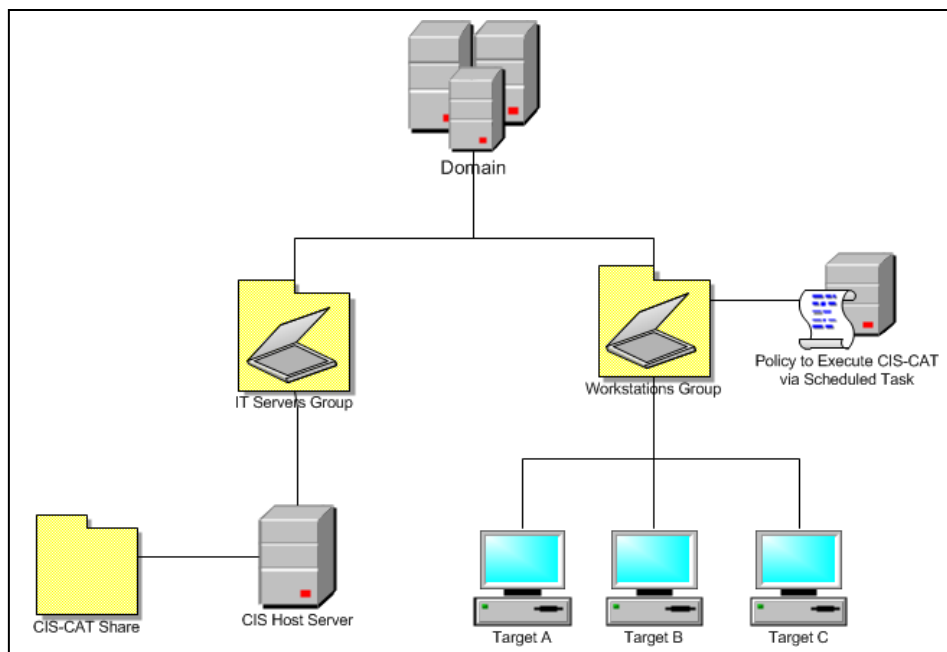 Domain
IT Servers Group
Workstations Group
Policy to Execute CIS-CAT
via Scheduled Task
CIS-CAT Share
CIS Host Server
Target A
Target B
Target C